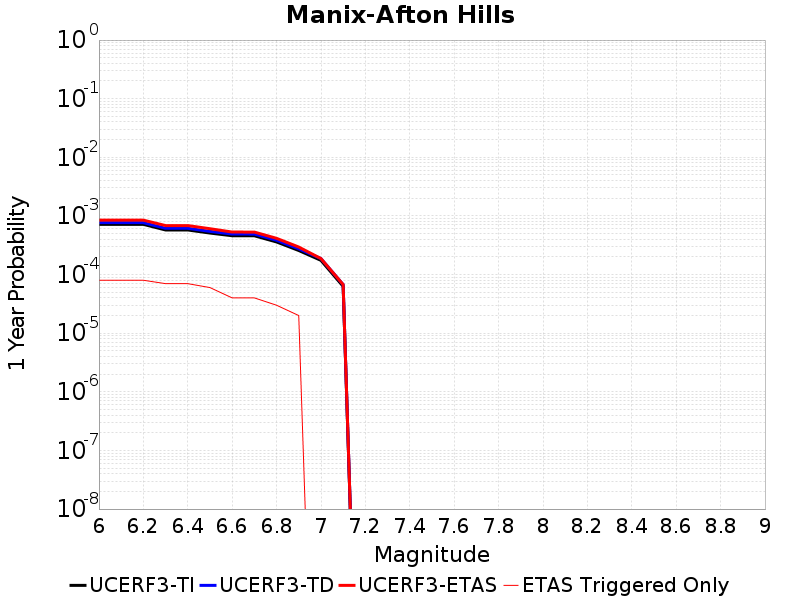 Manix-Afton Hills
1 Year Probability
10^0
10^-1
10^-2
10^-3
10^-4
10^-5
10^-6
10^-7
10^-8
6 6.2 6.4 6.6 6.8 7 7.2 7.4 7.6 7.8 8 8.2 8.4 8.6 8.8 9
Magnitude
UCERF3-TI UCERF3-TD UCERF3-ETAS ETAS Triggered Only